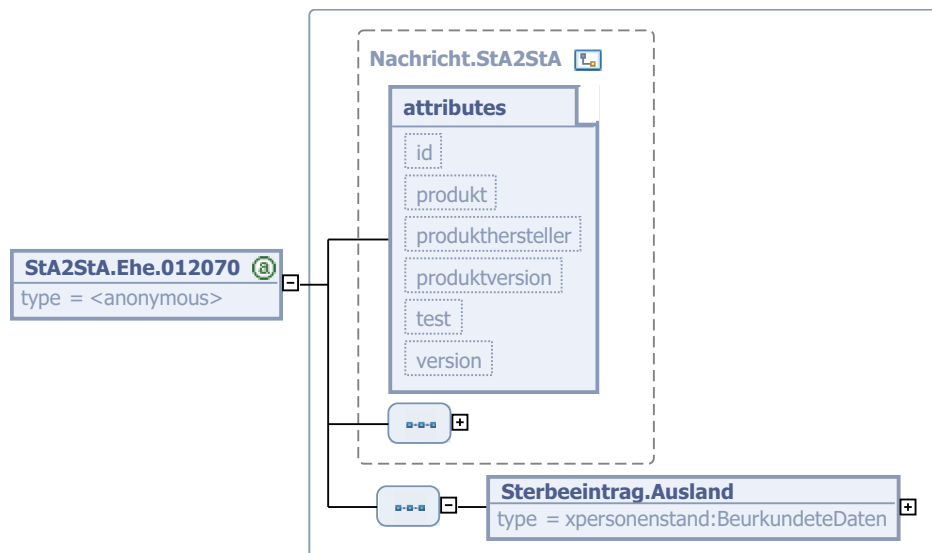 Nachricht.StA2StA
attributes
id
produkt
produkthersteller
produktversion
test
version
StA2StA.Ehe.012070 @
type = <anonymous>
Sterbeeintrag.Ausland
type = xpersonenstand:BeurkundeteDaten